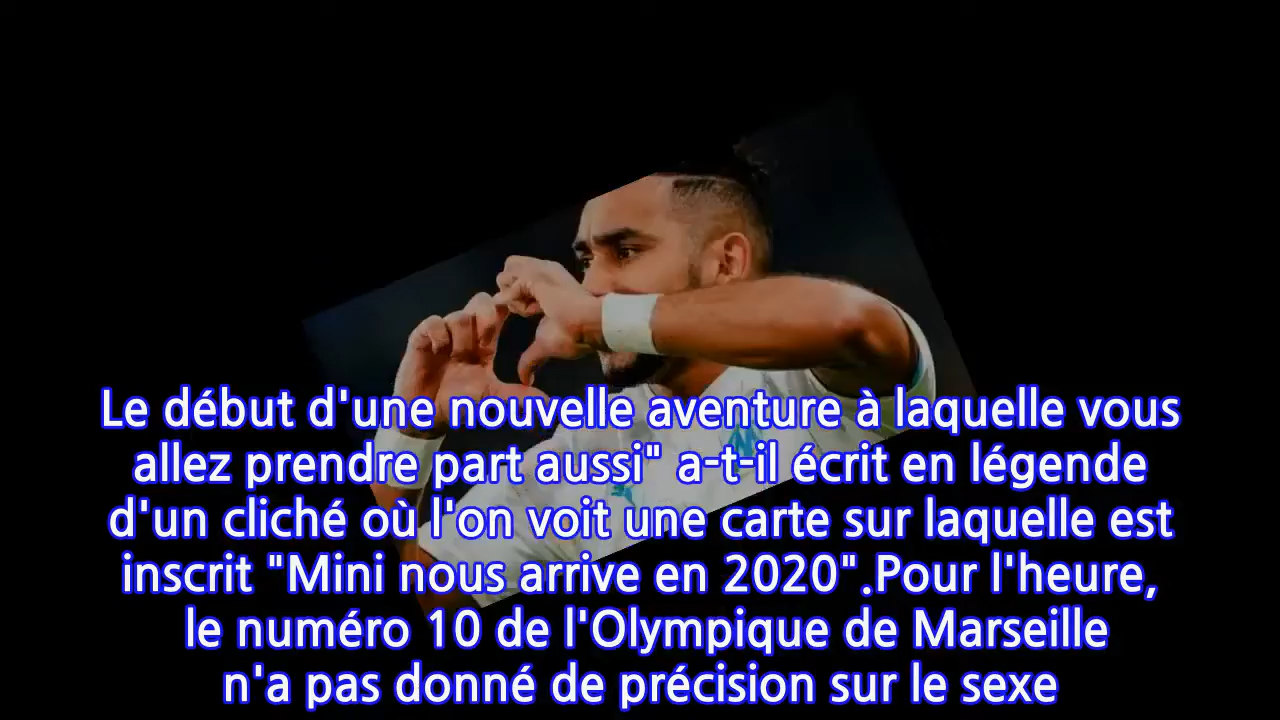 Le début d'une nouvelle aventure à laquelle vous
allez prendre part aussi" a-t-il écrit en légende
d'un cliché où l'on voit une carte sur laquelle est
inscrit "Mini nous arrive en 2020".Pour l'heure,
le numéro 10 de l'Olympique de Marseille
n'a pas donné de précision sur le sexe